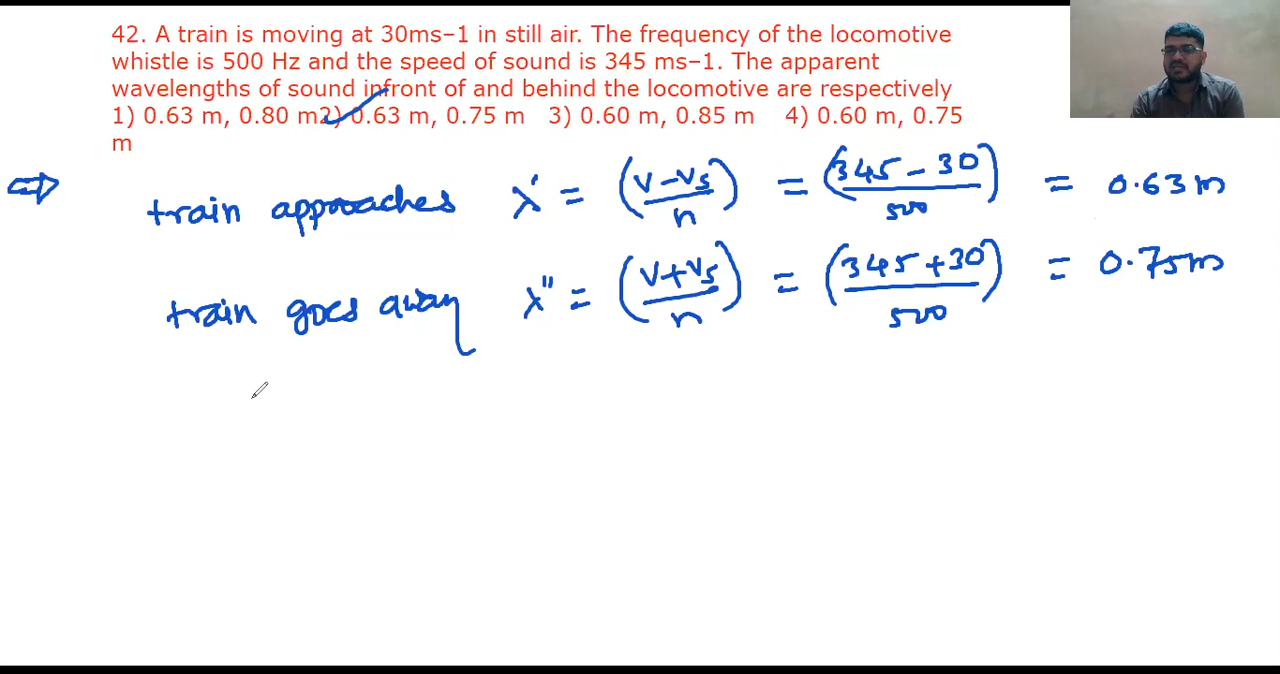 42. A train is moving at 30ms–1 in still air. The frequency of the locomotive
whistle is 500 Hz and the speed of sound is 345 ms–1. The apparent
wavelengths of sound infront of and behind the locomotive are respectively
1) 0.63 m, 0.80 m2) 0.63 m, 0.75 m 3) 0.60 m, 0.85 m 4) 0.60 m, 0.75
m
⇨ train approaches λ' = (v-vs/n) = (345-30/500) = 0.63m
train goes away λ'' = (v+vs/n) = (345+30/500) = 0.75m